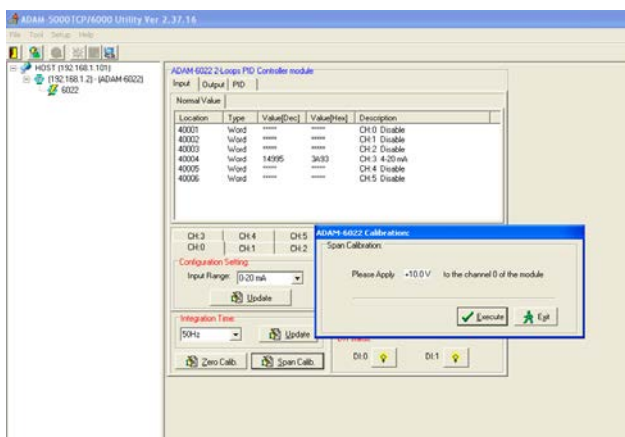 ADAM-5000TCP/6000 Utility Ver 2.37.16
File Tool Setup Help
HOST (192.168.1.101)
(192.168.1.2)-[ADAM 6022]
6022
ADAM-6022 2-Loops PID Controller module
Input Output PID
Normal Value
Location Type Value[Dec] Value[Hex] Description
40001 Word ***** ***** CH:0 Disable
40002 Word ***** ***** CH:1 Disable
40003 Word ***** ***** CH:2 Disable
40004 Word 14995 3A93 CH:3 4-20 mA
40005 Word ***** ***** CH:4 Disable
40006 Word ***** ***** CH:5 Disable
CH:3 CH:4 CH:5
CH:0 CH:1 CH:2
Configuration Setting:
Input Range: 0-20 mA
Update
Integration Time:
50Hz Update
Zero Calib. Span Calib.
DI:0 DI:1
ADAM-6022 Calibration:
Span Calibration:
Please Apply +10.0 V to the channel 0 of the module
Execute Exit